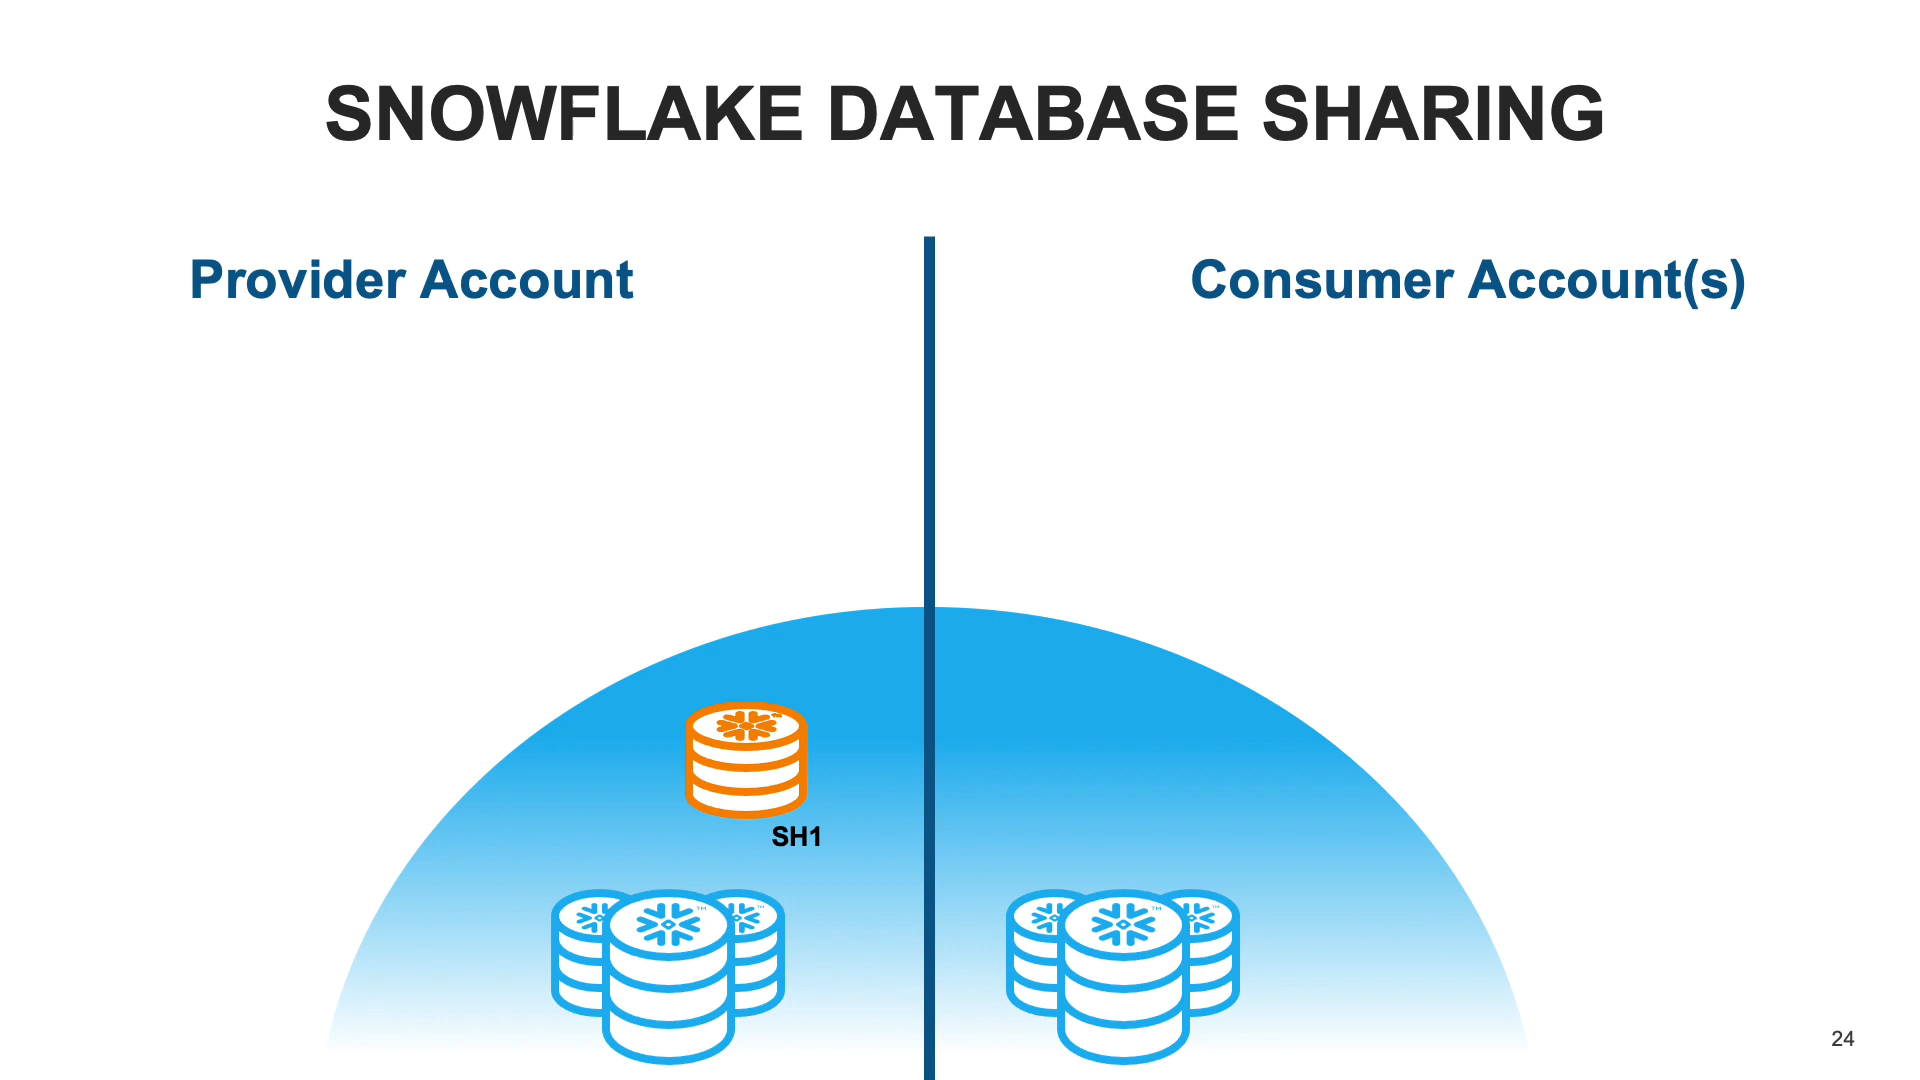 SNOWFLAKE DATABASE SHARING
Provider Account
Consumer Account(s)
SH1
24